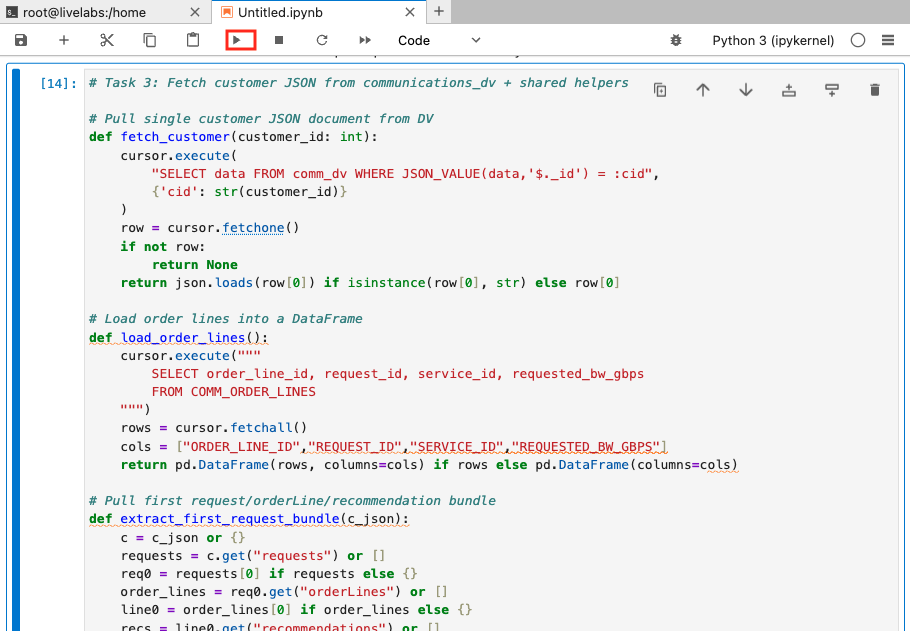 root@livelabs:/home
Untitled.ipynb
Code
Python 3 (ipykernel)
[14]:
# Task 3: Fetch customer JSON from communications_dv + shared helpers
# Pull single customer JSON document from DV
def fetch_customer(customer_id: int):
    cursor.execute(
        "SELECT data FROM comm_dv WHERE JSON_VALUE(data,'$._id') = :cid",
        {'cid': str(customer_id)}
    )
    row = cursor.fetchone()
    if not row:
        return None
    return json.loads(row[0]) if isinstance(row[0], str) else row[0]
# Load order lines into a DataFrame
def load_order_lines():
    cursor.execute("""
        SELECT order_line_id, request_id, service_id, requested_bw_gbps
        FROM COMM_ORDER_LINES
    """)
    rows = cursor.fetchall()
    cols = ["ORDER_LINE_ID","REQUEST_ID","SERVICE_ID","REQUESTED_BW_GBPS"]
    return pd.DataFrame(rows, columns=cols) if rows else pd.DataFrame(columns=cols)
# Pull first request/orderLine/recommendation bundle
def extract_first_request_bundle(c_json):
    c = c_json or {}
    requests = c.get("requests") or []
    req0 = requests[0] if requests else {}
    order_lines = req0.get("orderLines") or []
    line0 = order_lines[0] if order_lines else {}
    recs = line0.get("recommendations") or []